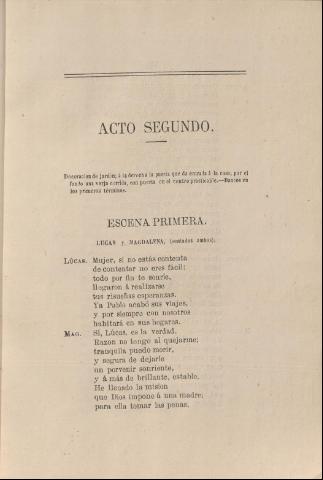 ACTO SEGUNDO.
Decoracion de jardin; á la derecha la puerta que da entrada á la casa, por el
fondo una verja corrida, con puerta en el centro practicable.—Bancos en
los primeros términos.
ESCENA PRIMERA.
LUCAS y MAGDALENA, (sentados ambos).
LÚCAS. Mujer, si no estás contenta
de contentar no eres fácil;
todo por fin te sonrie,
llegaron á realizarse
tus risueñas esperanzas.
Ya Pablo acabó sus viajes,
y por siempre con nosotros
habitará en sus hogares.
MAG. Sí, Lúcas, es la verdad.
Razon no tengo al quejarme;
tranquila puedo morir,
y segura de dejarle
un porvenir sonriente,
y á más de brillante, estable.
He llenado la mision
que Dios impone á una madre;
para ella tomar las penas,